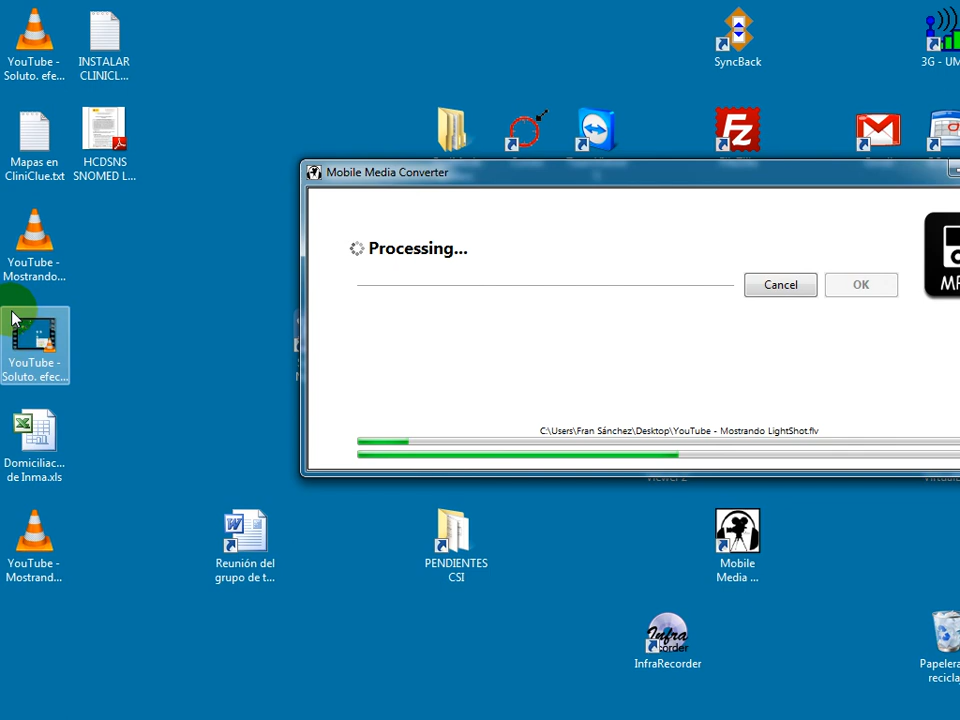 YouTube -
Soluto. efe...
INSTALAR
CLINICL...
SyncBack
3G - UM
Mapas en
CliniClue.txt
HCDSNS
SNOMED L...
Mobile Media Converter
YouTube -
Mostrando...
Processing...
Cancel
OK
YouTube -
Soluto. efec...
C:\Users\Fran Sánchez\Desktop\YouTube - Mostrando LightShot.flv
Domiciliac...
de Inma.xls
YouTube -
Mostrand...
Reunión del
grupo de t...
PENDIENTES
CSI
Mobile
Media ...
InfraRecorder
Papelera
recicla